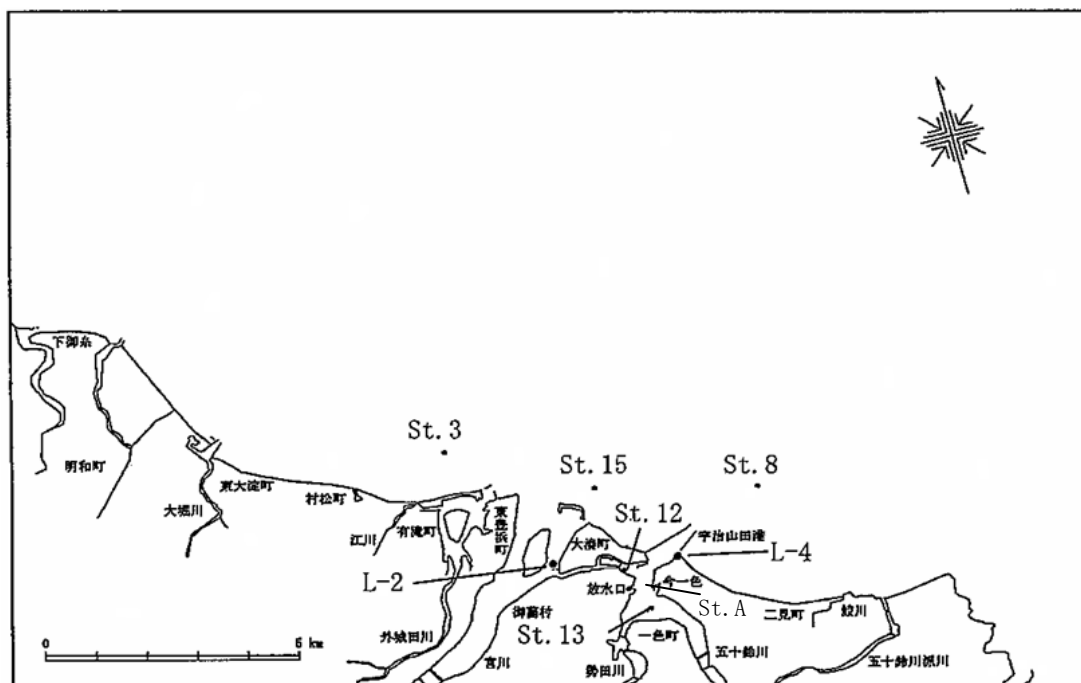 下御糸
明和町
大堀川
東大淀町
村松町
江川
有滝町
東豊浜町
外城田川
St. 3
St. 15
St. 8
St. 12
大湊町
宇治山田港
L-4
L-2
放水口
今一色
St. A
御薗村
St. 13
宮川
一色町
勢田川
五十鈴川
二見町
鮫川
五十鈴川派川
0
5 km